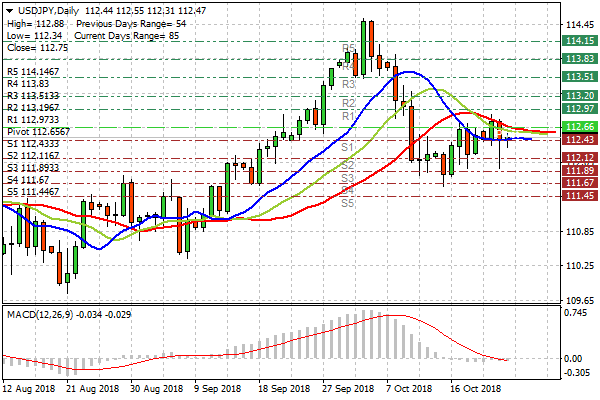 USDJPY,Daily 112.44 112.55 112.31 112.47
High= 112.88 Previous Days Range= 54
Low= 112.34 Current Days Range= 85
Close= 112.75
R5 114.1467
R4 113.83
R3 113.5133
R2 113.1967
R1 112.9733
Pivot 112.6567
S1 112.4333
S2 112.1167
S3 111.8933
S4 111.67
S5 111.4467
R5
R4
R3
R2
R1
S1
S2
S3
S4
S5
114.45
114.15
113.83
113.51
113.20
112.97
112.66
112.43
112.12
111.89
111.67
111.45
110.85
110.25
109.65
MACD(12,26,9) -0.034 -0.029
0.745
0.00
-0.305
12 Aug 2018
21 Aug 2018
30 Aug 2018
9 Sep 2018
18 Sep 2018
27 Sep 2018
7 Oct 2018
16 Oct 2018